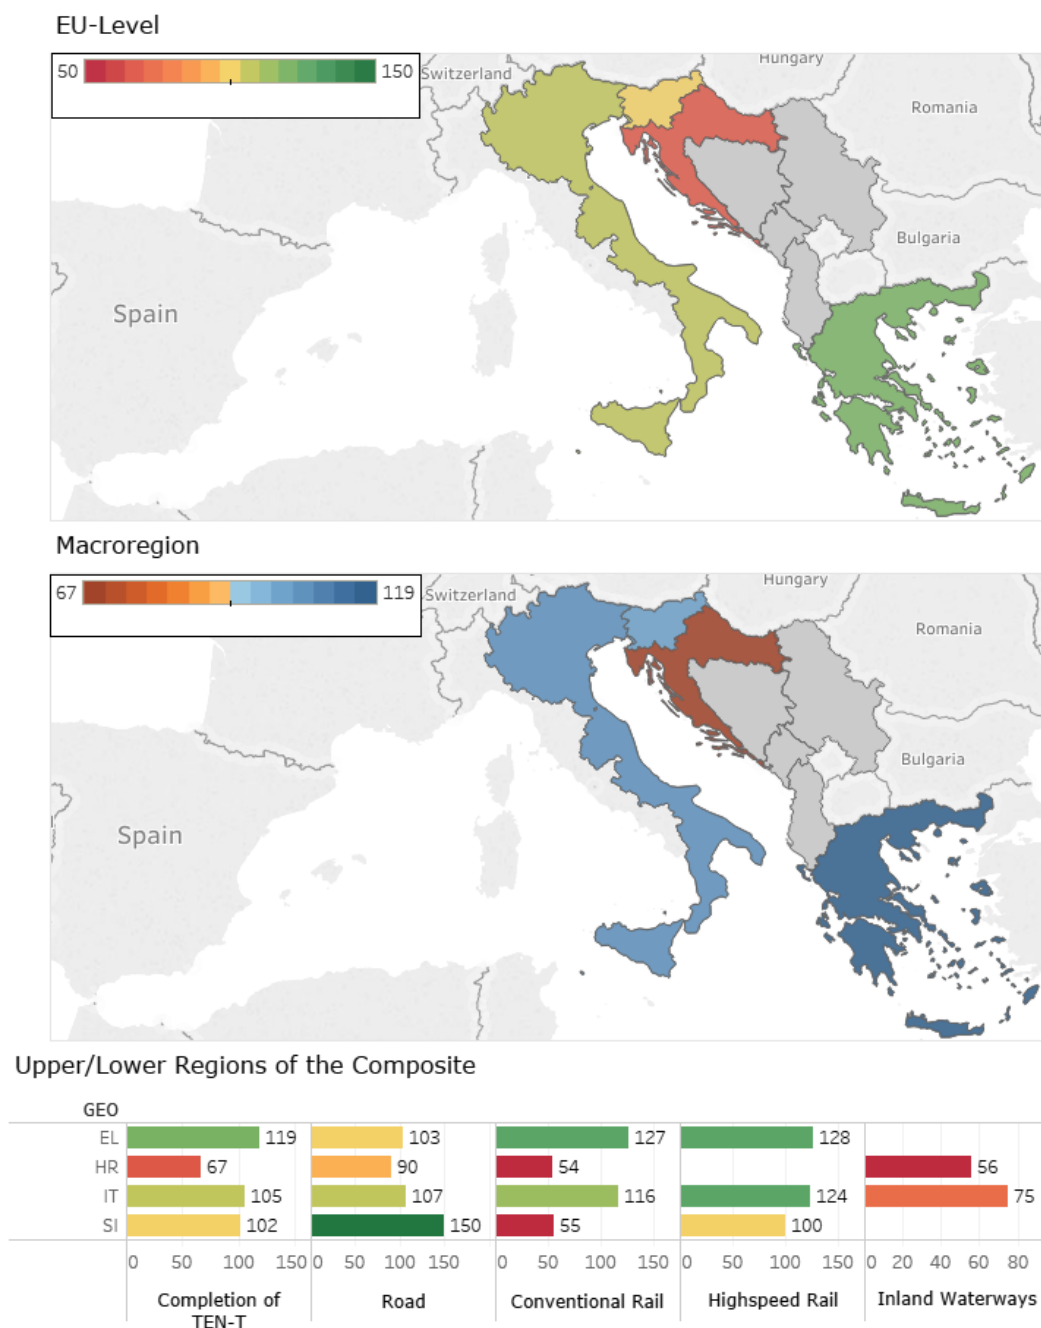 EU-Level
50
150
Switzerland
Hungary
Romania
Bulgaria
Spain
Macroregion
67
119
Switzerland
Hungary
Romania
Bulgaria
Spain
Upper/Lower Regions of the Composite
GEO
EL 119 103 127 128
HR 67 90 54 56
IT 105 107 116 124 75
SI 102 150 55 100
0 50 100 150 0 50 100 150 0 50 100 150 0 50 100 150 0 20 40 60 80
Completion of TEN-T
Road
Conventional Rail
Highspeed Rail
Inland Waterways